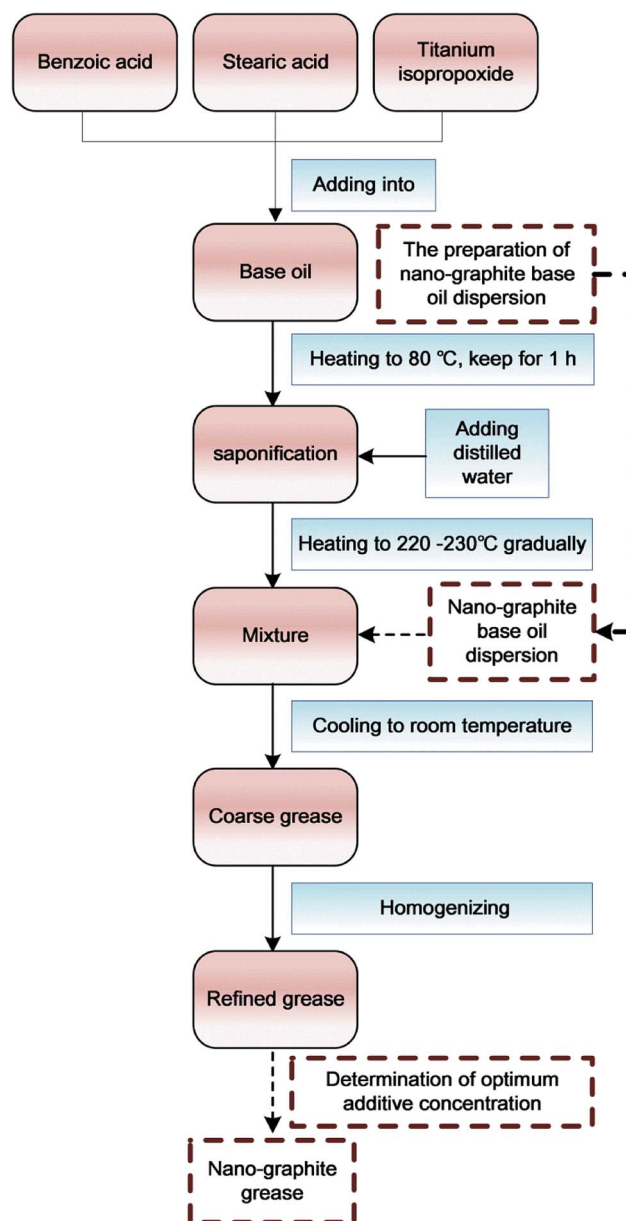 Benzoic acid
Stearic acid
Titanium
isopropoxide
Adding into
Base oil
The preparation of
nano-graphite base
oil dispersion
Heating to 80 ℃, keep for 1 h
saponification
Adding
distilled
water
Heating to 220 -230℃ gradually
Mixture
Nano-graphite
base oil
dispersion
Cooling to room temperature
Coarse grease
Homogenizing
Refined grease
Determination of optimum
additive concentration
Nano-graphite
grease